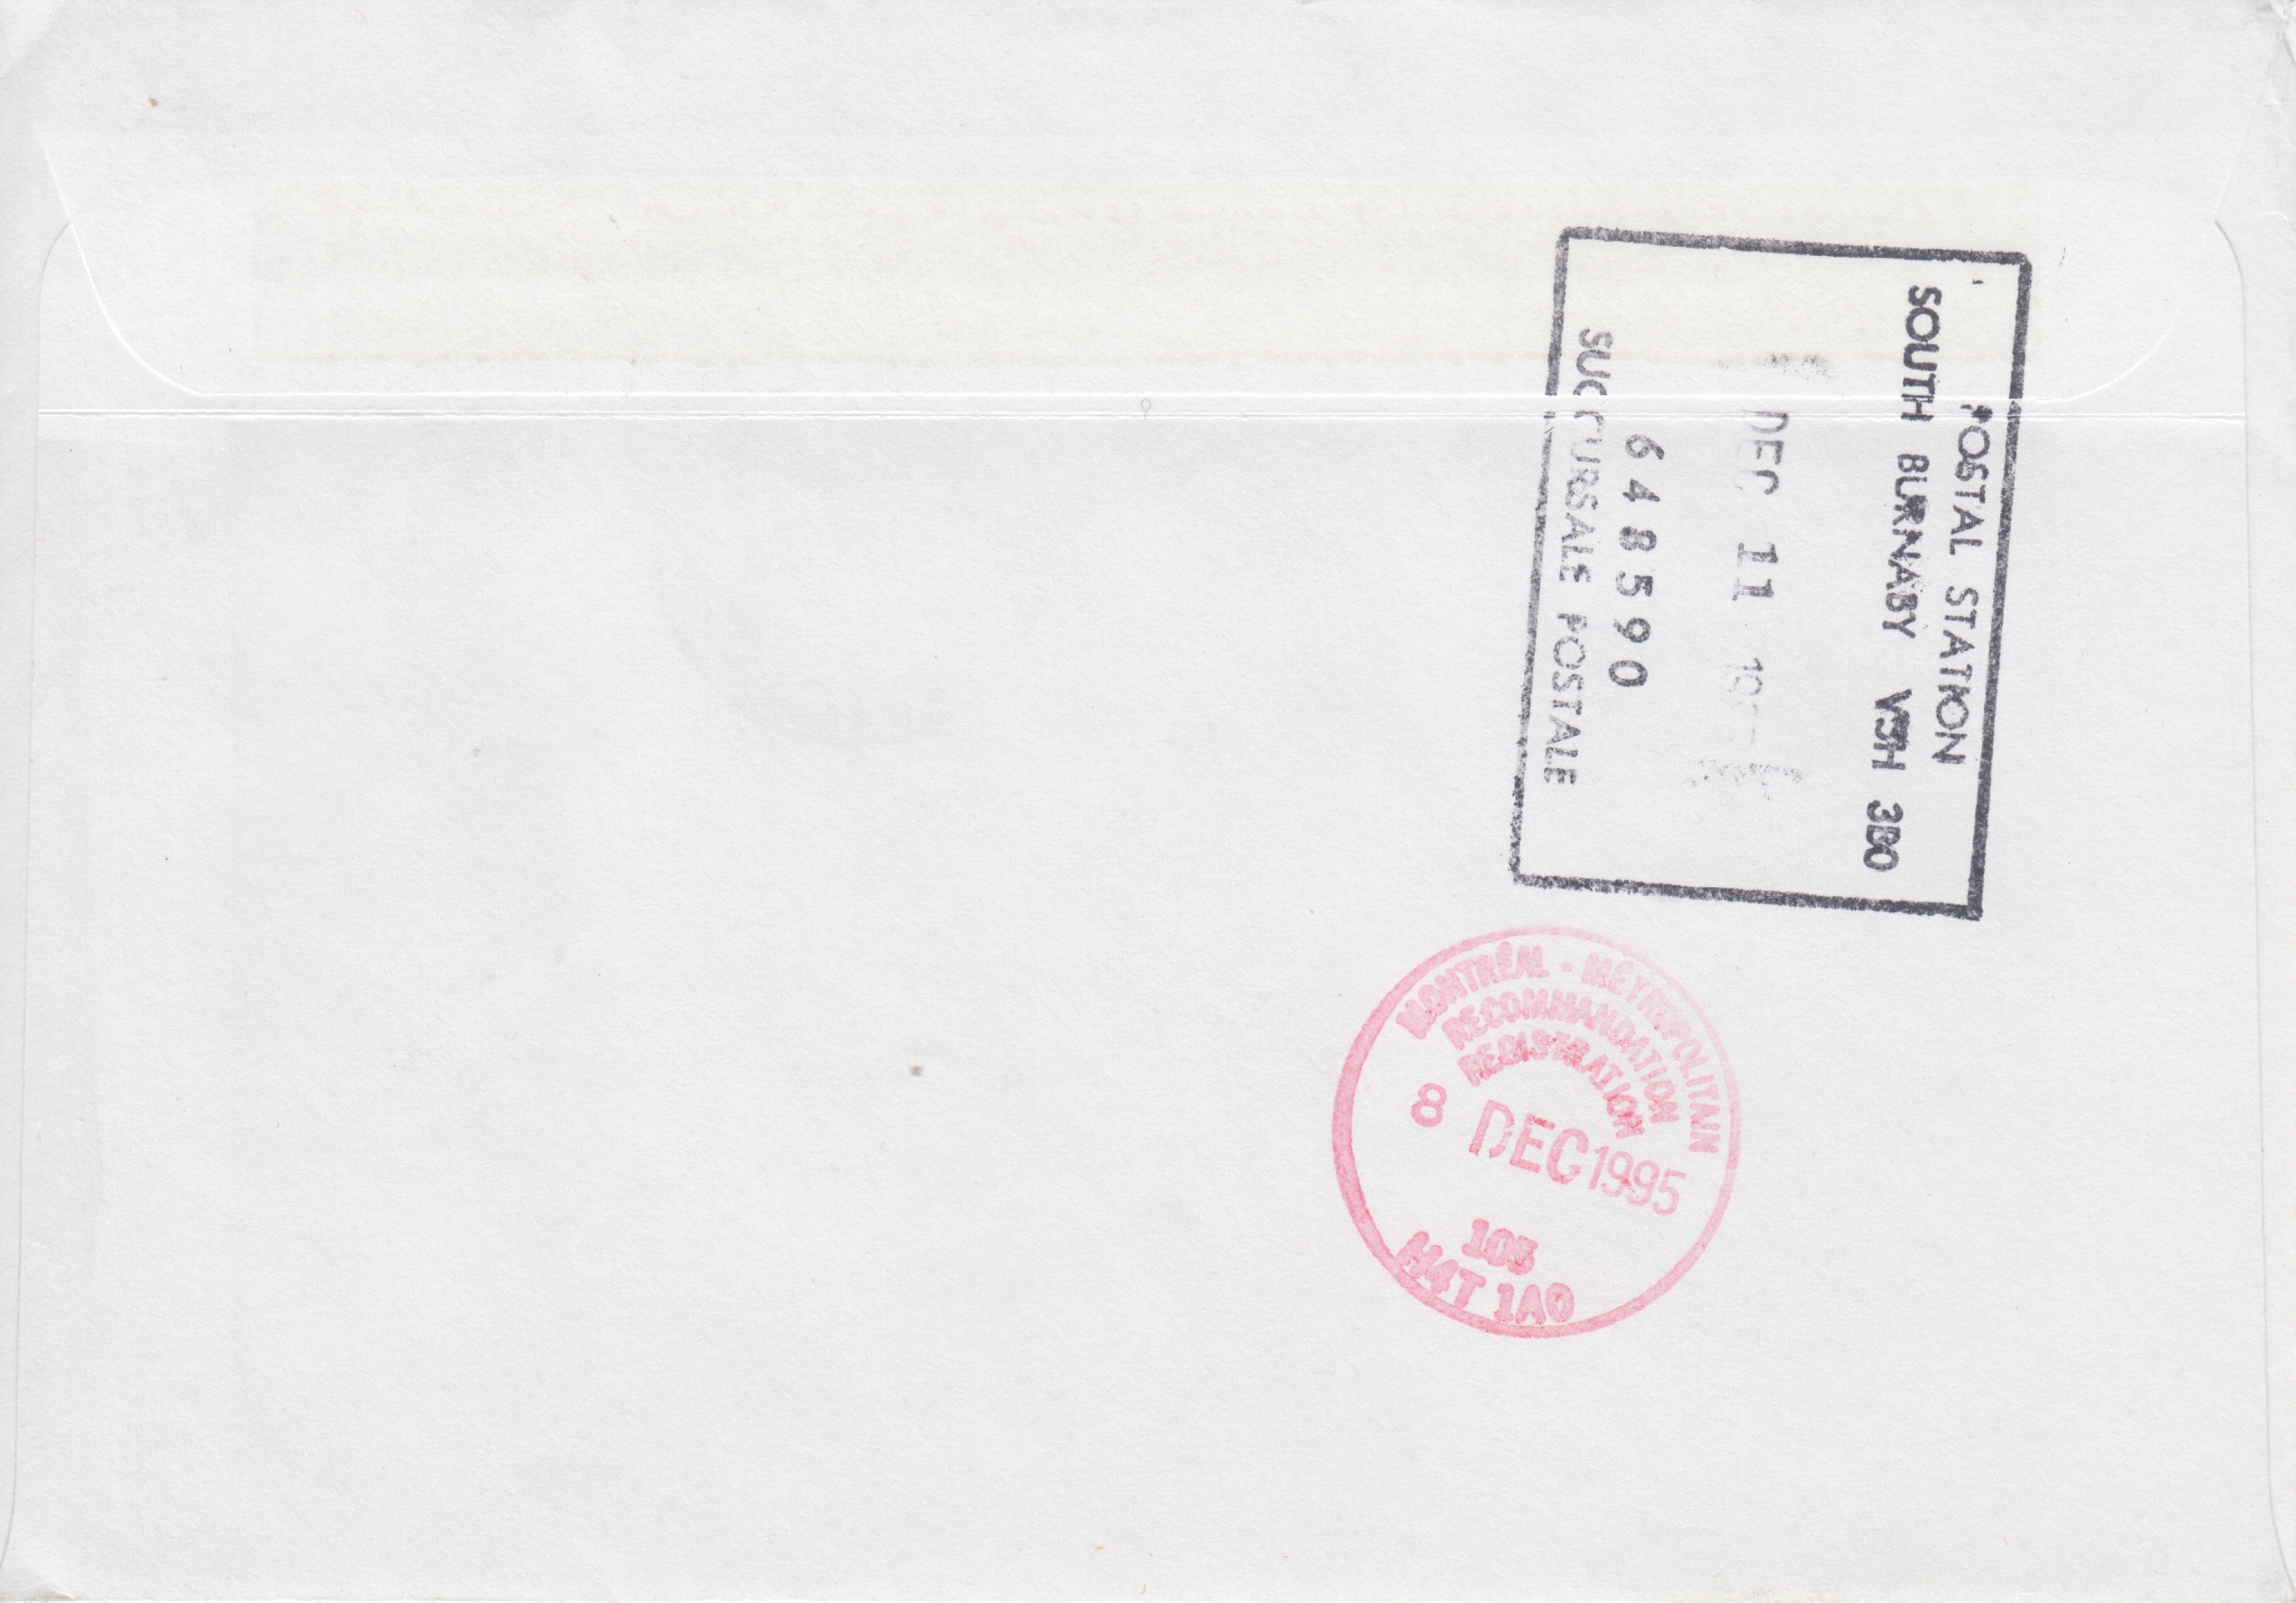 POSTAL STATION
SOUTH BURNABY V5H 3B0
DEC 11
648590
SUCCURSALE POSTALE
MONTRÉAL - MÉTROPOLITAIN
RECOMMANDATION
REGISTRATION
8 DEC 1995
103
H4T 1A0